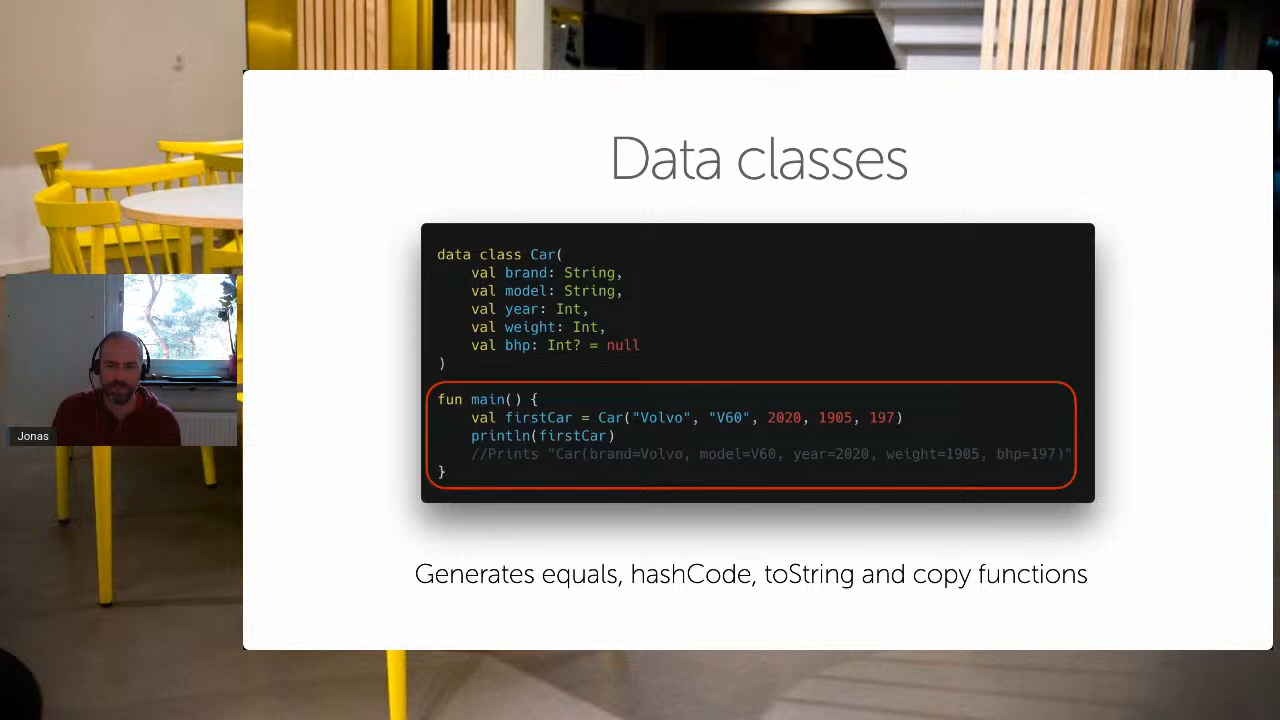 Data classes
data class Car(
    val brand: String,
    val model: String,
    val year: Int,
    val weight: Int,
    val bhp: Int? = null
)
fun main() {
    val firstCar = Car("Volvo", "V60", 2020, 1905, 197)
    println(firstCar)
    //Prints "Car(brand=Volvo, model=V60, year=2020, weight=1905, bhp=197)"
}
Generates equals, hashCode, toString and copy functions
Jonas